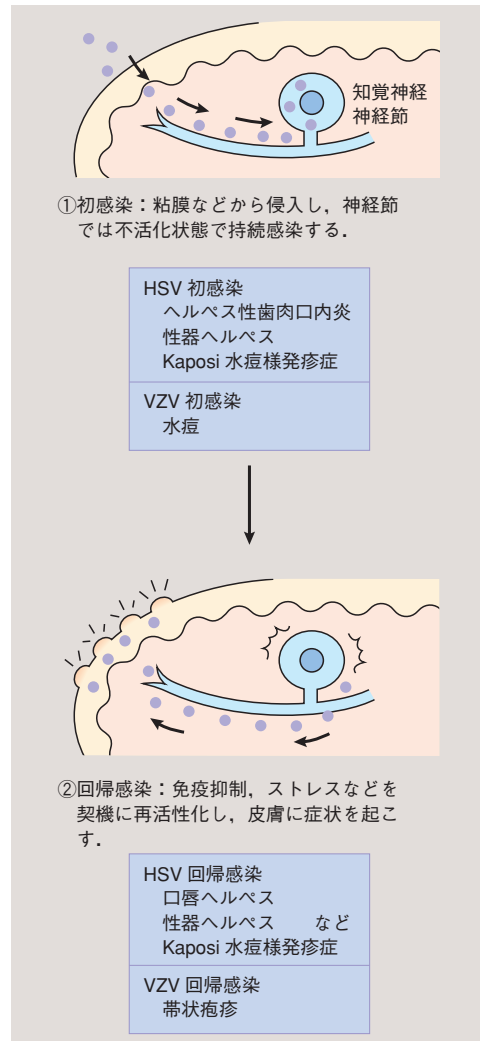 知覚神経
神経節
①初感染：粘膜などから侵入し，神経節
では不活化状態で持続感染する．
HSV 初感染
ヘルペス性歯肉口内炎
性器ヘルペス
Kaposi 水痘様発疹症
VZV 初感染
水痘
②回帰感染：免疫抑制，ストレスなどを
契機に再活性化し，皮膚に症状を起こ
す．
HSV 回帰感染
口唇ヘルペス
性器ヘルペス　　など
Kaposi 水痘様発疹症
VZV 回帰感染
帯状疱疹